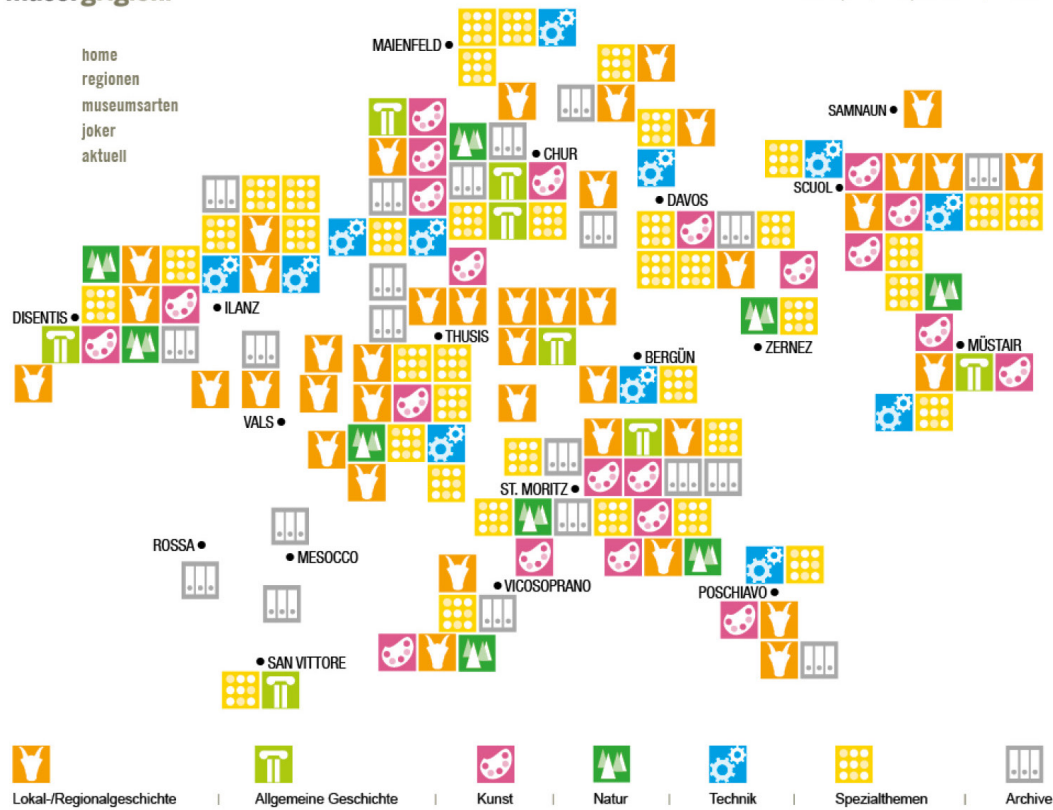 home
regionen
museumsarten
joker
aktuell
MAIENFELD
SAMNAUN
CHUR
SCUOL
DAVOS
DISENTIS
ILANZ
THUSIS
ZERNEZ
MÜSTAIR
BERGÜN
VALS
ST. MORITZ
ROSSA
MESOCCO
VICOSOPRANO
POSCHIAVO
SAN VITTORE
Lokal-/Regionalgeschichte | Allgemeine Geschichte | Kunst | Natur | Technik | Spezialthemen | Archive